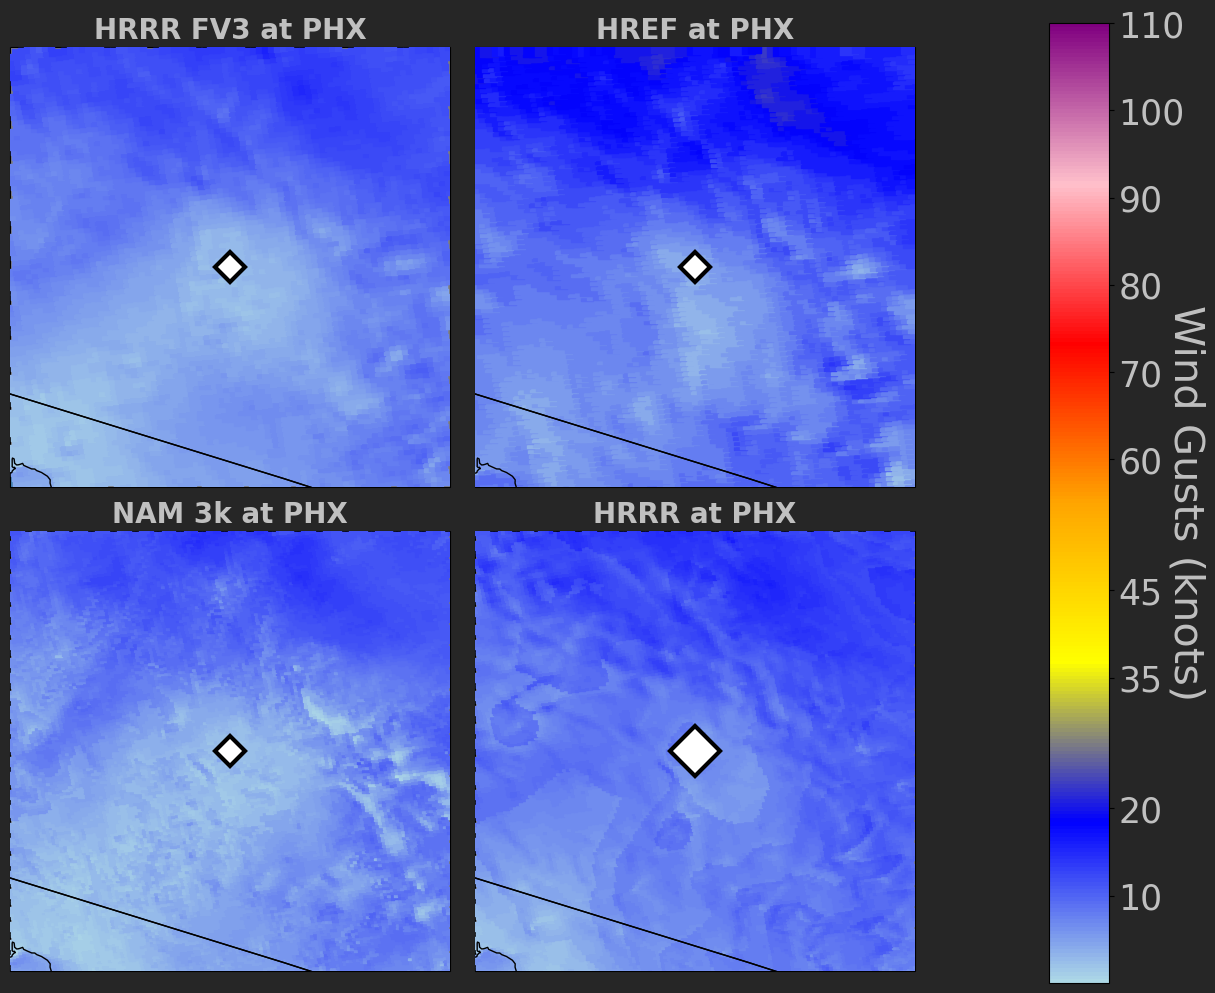 HRRR FV3 at PHX
HREF at PHX
NAM 3k at PHX
HRRR at PHX
110
100
90
80
70
60
45
35
20
10
Wind Gusts (knots)